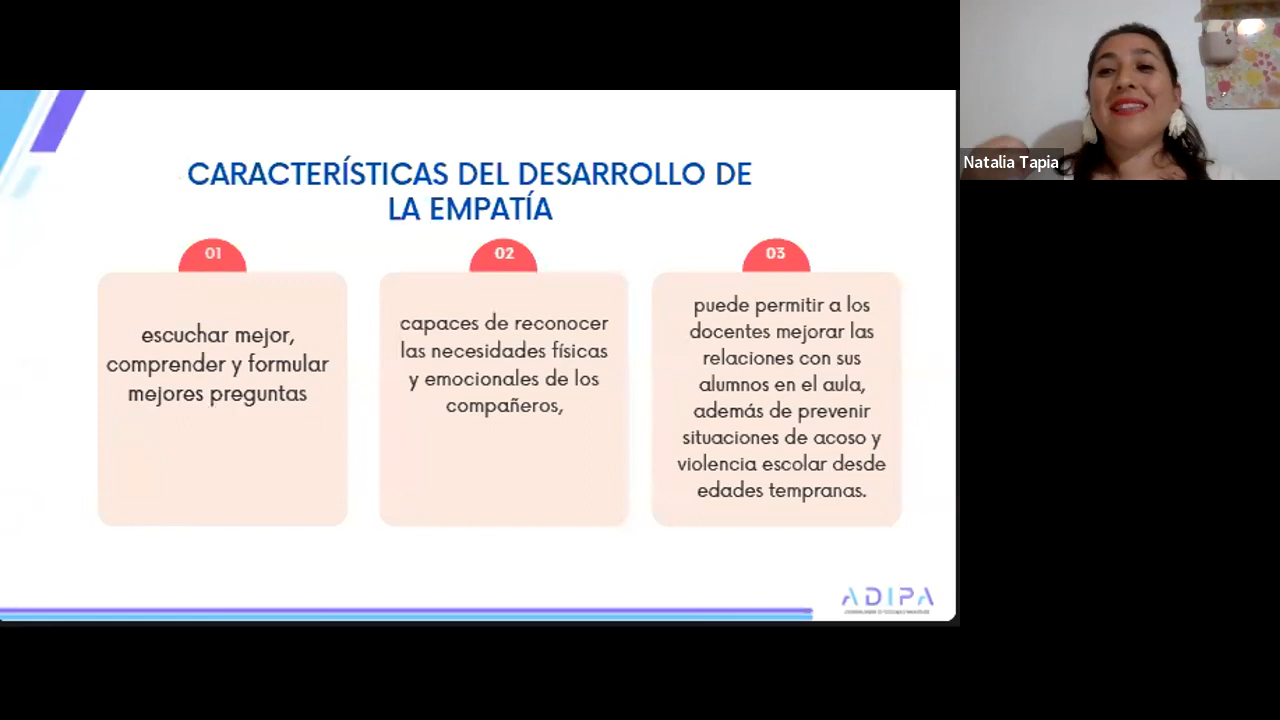 Natalia Tapia
CARACTERÍSTICAS DEL DESARROLLO DE
LA EMPATÍA
01
escuchar mejor,
comprender y formular
mejores preguntas
02
capaces de reconocer
las necesidades físicas
y emocionales de los
compañeros,
03
puede permitir a los
docentes mejorar las
relaciones con sus
alumnos en el aula,
además de prevenir
situaciones de acoso y
violencia escolar desde
edades tempranas.
ADIPA